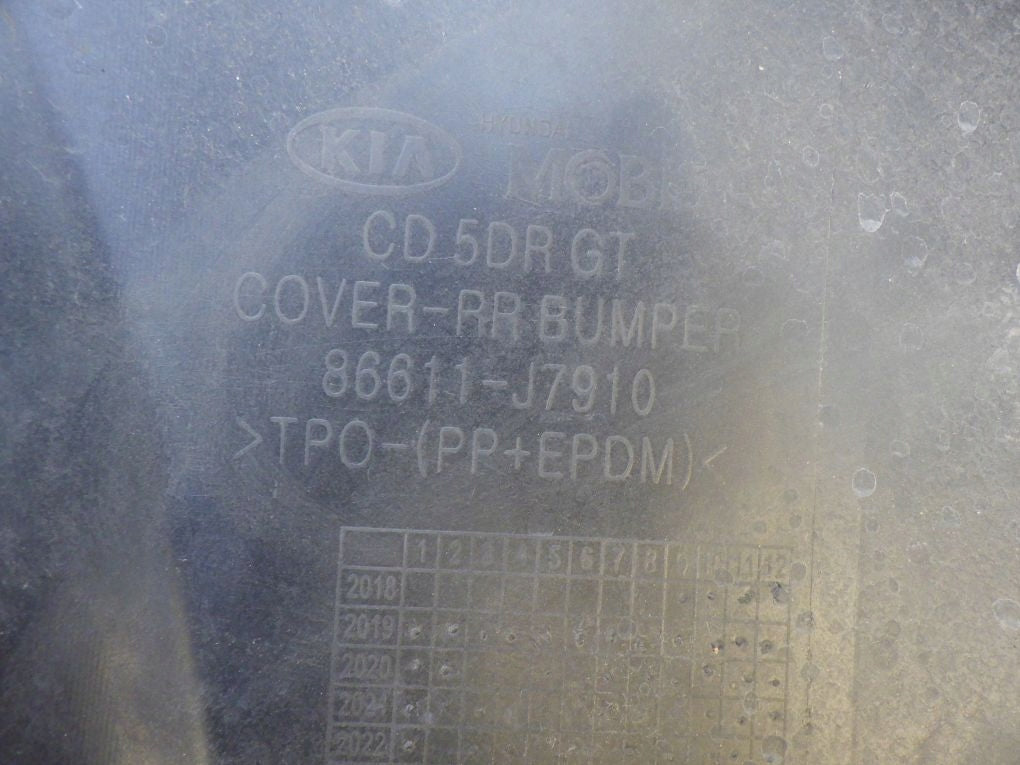 KIA
HYUNDAI
CD 5DR GT
COVER-RR BUMPER
86611-J7910
>TPO-(PP+EPDM)<
1 2 3 4 5 6 7 8 9 10 11 12
2018
2019
2020
2021
2022